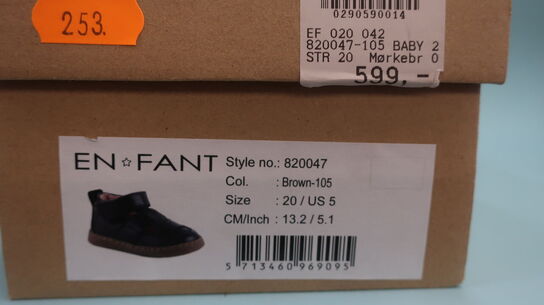 253.
0290590014
EF 020 042
820047-105 BABY 2
STR 20 Mørkebr 0
599,-
EN☆FANT
Style no.: 820047
Col. : Brown-105
Size : 20 / US 5
CM/Inch : 13.2 / 5.1
5 713460 969095